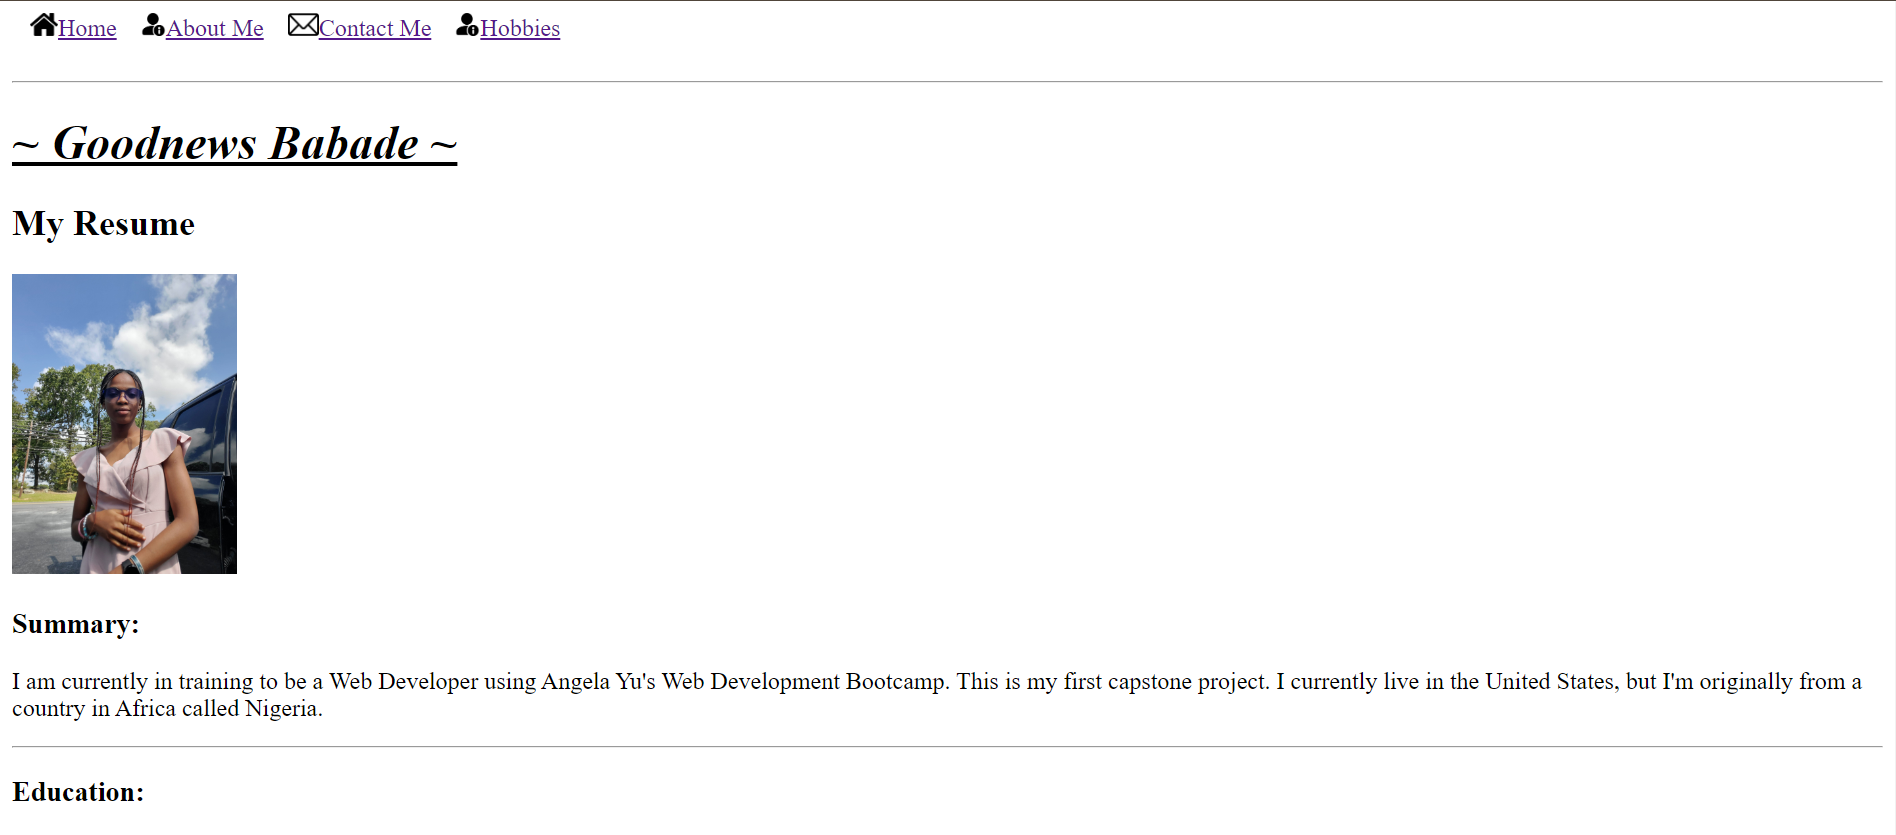 Home About Me Contact Me Hobbies
~ Goodnews Babade ~
My Resume
Summary:
I am currently in training to be a Web Developer using Angela Yu's Web Development Bootcamp. This is my first capstone project. I currently live in the United States, but I'm originally from a
country in Africa called Nigeria.
Education: